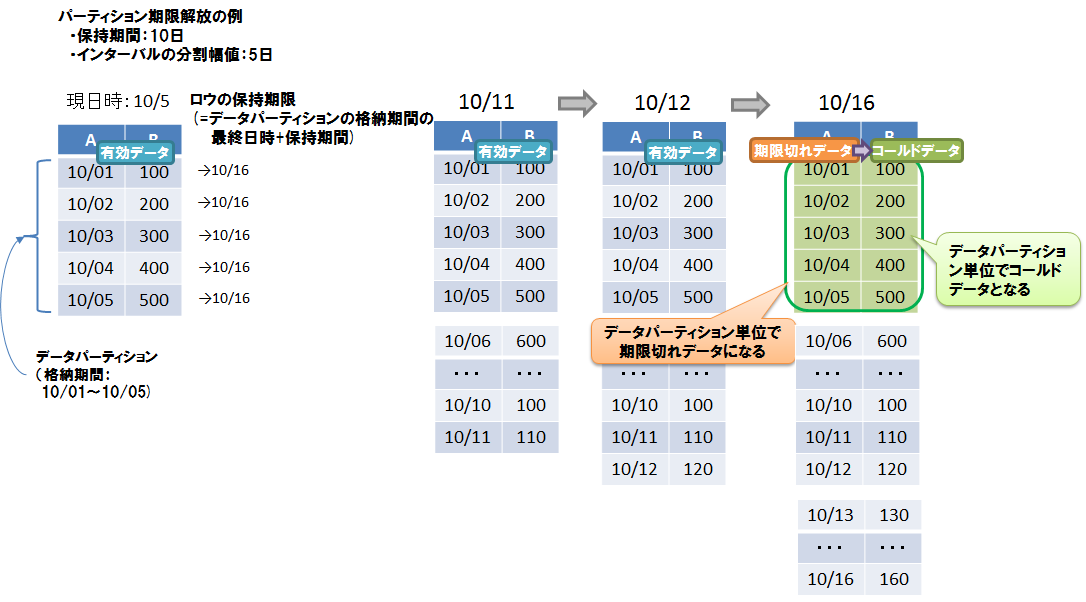 パーティション期限解放の例
・保持期間：10日
・インターバルの分割幅値：5日
現日時：10/5
ロウの保持期限
（=データパーティションの格納期間の
最終日時+保持期間）
A B
有効データ
10/01 100 →10/16
10/02 200 →10/16
10/03 300 →10/16
10/04 400 →10/16
10/05 500 →10/16
データパーティション
（格納期間：
10/01～10/05）
10/11
A B
有効データ
10/01 100
10/02 200
10/03 300
10/04 400
10/05 500
10/06 600
・・・ ・・・
10/10 100
10/11 110
10/12
A B
有効データ
10/01 100
10/02 200
10/03 300
10/04 400
10/05 500
データパーティション単位で
期限切れデータになる
・・・ ・・・
10/10 100
10/11 110
10/12 120
10/16
A B
期限切れデータ コールドデータ
10/01 100
10/02 200
10/03 300
10/04 400
10/05 500
データパーティショ
ン単位でコールド
データとなる
10/06 600
・・・ ・・・
10/10 100
10/11 110
10/12 120
10/13 130
・・・ ・・・
10/16 160